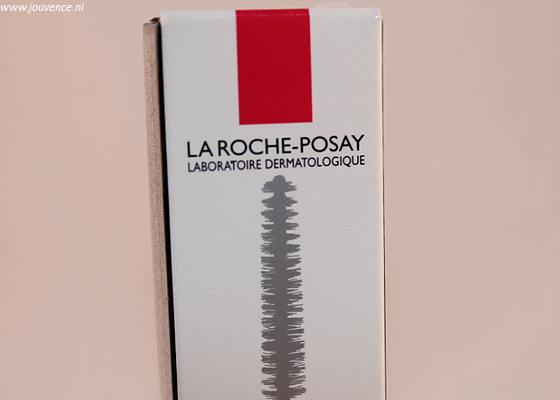 www.jouvence.nl
LA ROCHE-POSAY
LABORATOIRE DERMATOLOGIQUE